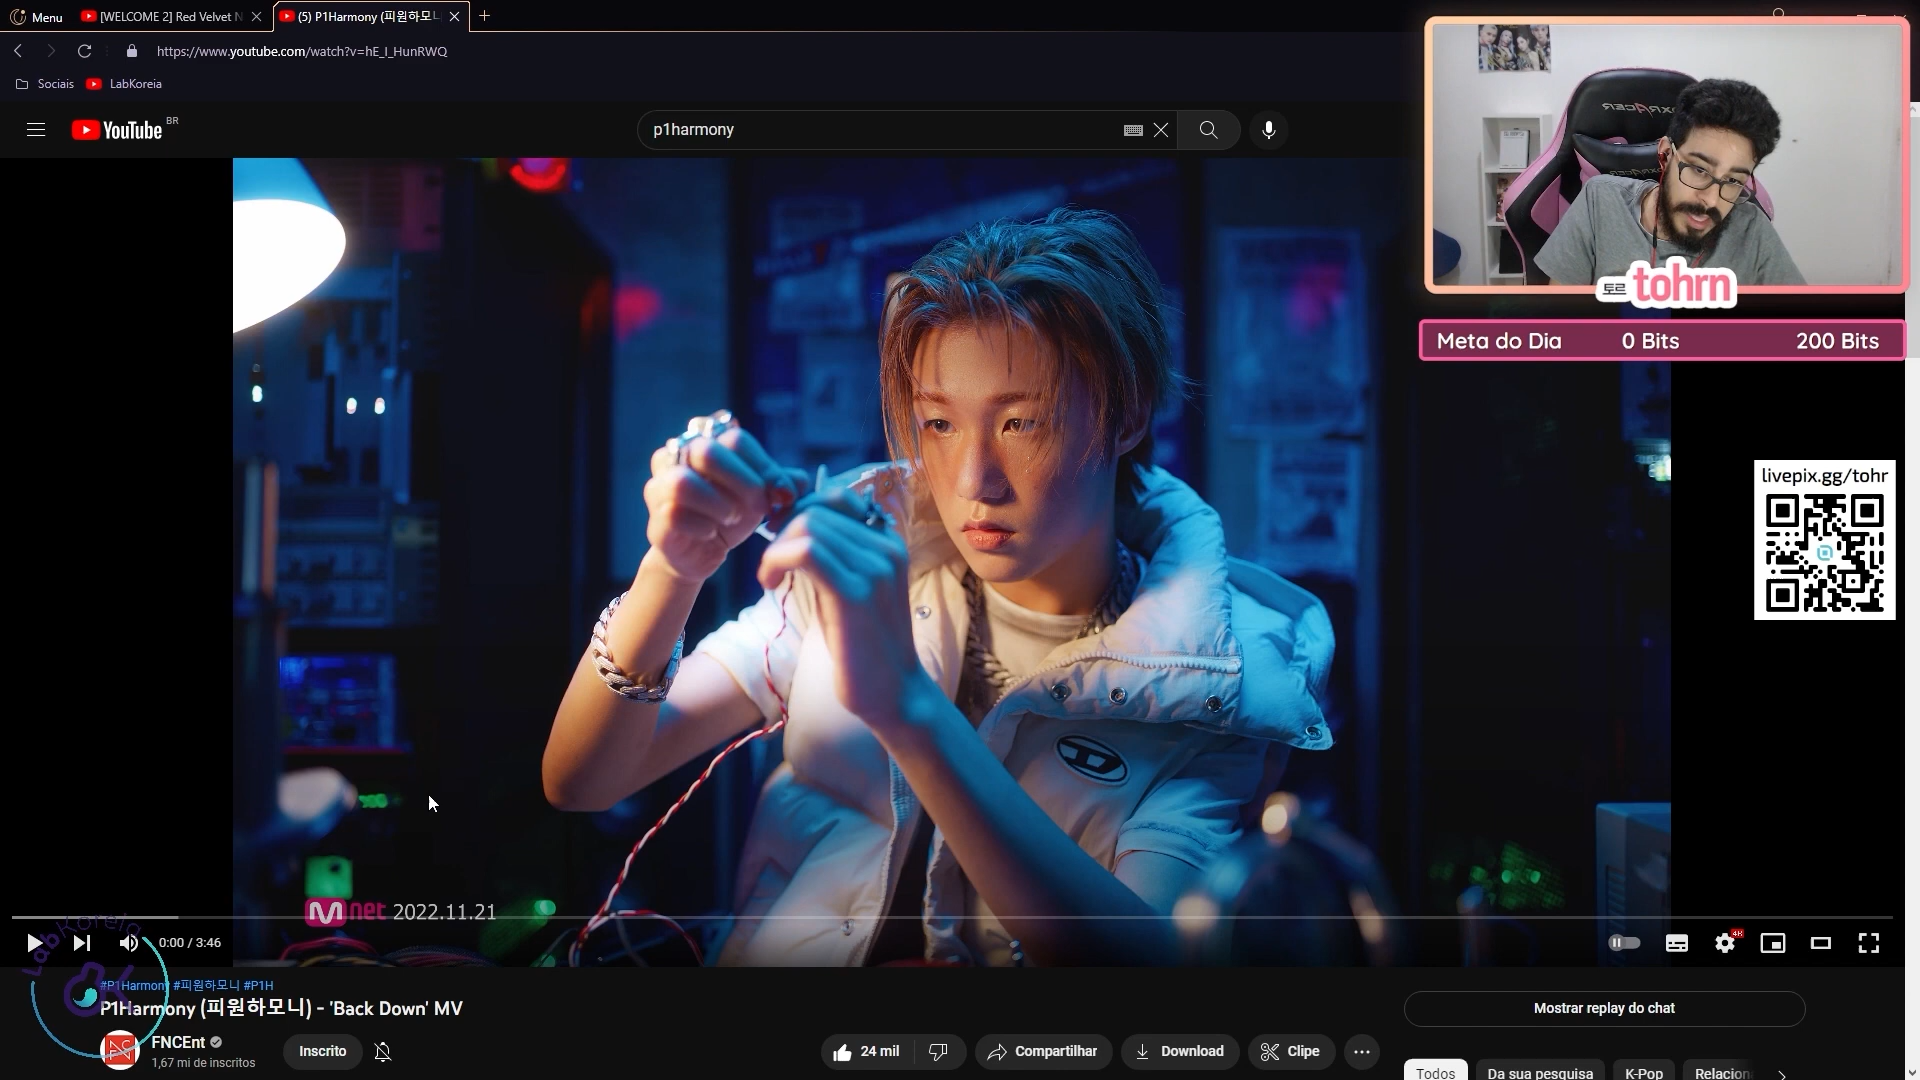 Menu
[WELCOME 2] Red Velvet N
(5) P1Harmony (피원하모니
https://www.youtube.com/watch?v=hE_I_HunRWQ
Sociais
LabKoreia
YouTube BR
p1harmony
토르 tohrn
Meta do Dia 0 Bits 200 Bits
livepix.gg/tohr
Mnet 2022.11.21
0:00 / 3:46
4K
LabKoreia
#P1Harmony #피원하모니 #P1H
P1Harmony (피원하모니) - 'Back Down' MV
Mostrar replay do chat
FNCEnt
1,67 mi de inscritos
Inscrito
24 mil
Compartilhar
Download
Clipe
Todos
Da sua pesquisa
K-Pop
Relacion